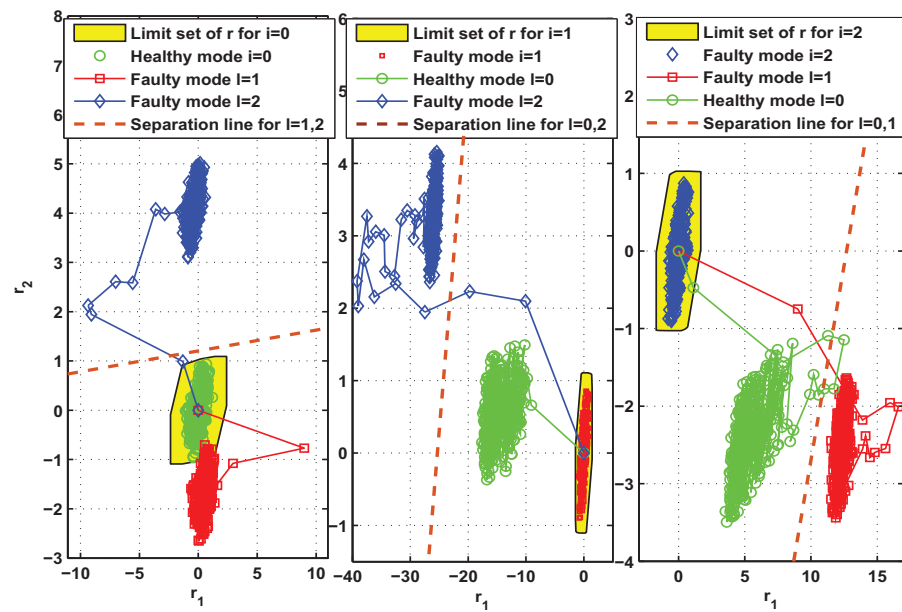 8
7
6
5
4
3
2
1
0
−1
−2
−3
−10
−5
0
5
10
r2
r1
Limit set of r for i=0
Healthy mode i=0
Faulty mode l=1
Faulty mode l=2
Separation line for l=1,2
6
5
4
3
2
1
0
−1
−40
−30
−20
−10
0
r1
Limit set of r for i=1
Faulty mode i=1
Healthy mode l=0
Faulty mode l=2
Separation line for l=0,2
3
2
1
0
−1
−2
−3
−4
0
5
10
15
r1
Limit set of r for i=2
Faulty mode i=2
Faulty mode l=1
Healthy mode l=0
Separation line for l=0,1